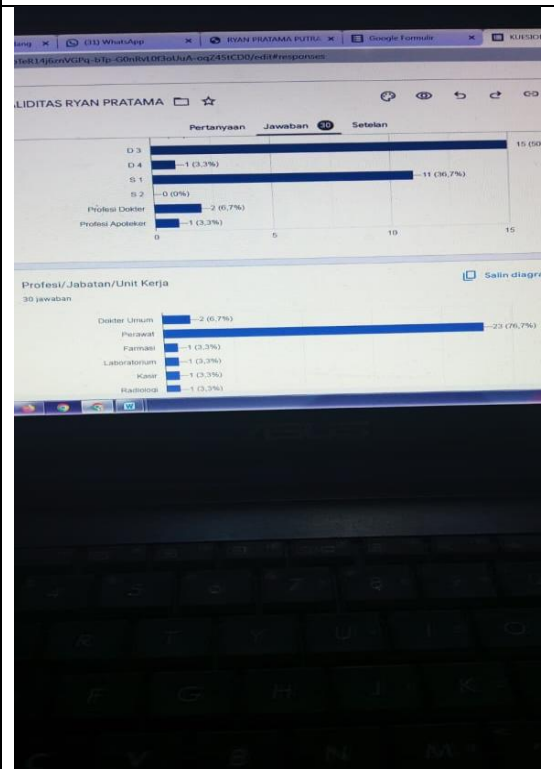 lang × (31) WhatsApp × RYAN PRATAMA PUTRA × Google Formulir ×
ALIDITAS RYAN PRATAMA
Pertanyaan Jawaban 30 Setelan
D 3 15 (50
D 4 1 (3,3%)
S 1 11 (36,7%)
S 2 0 (0%)
Profesi Dokter 2 (6,7%)
Profesi Apoteker 1 (3,3%)
0 5 10 15
Profesi/Jabatan/Unit Kerja
Salin diagra
30 jawaban
Dokter Umum 2 (6,7%)
Perawat 23 (76,7%)
Farmasi 1 (3,3%)
Laboratorium 1 (3,3%)
Kasir 1 (3,3%)
Radiologi 1 (3,3%)